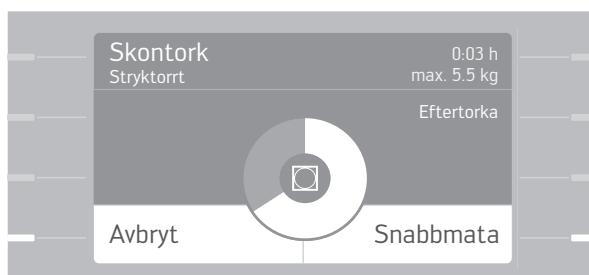 Skontork
0:03 h
Stryktorrt
max. 5.5 kg
Eftertorka
Avbryt
Snabbmata